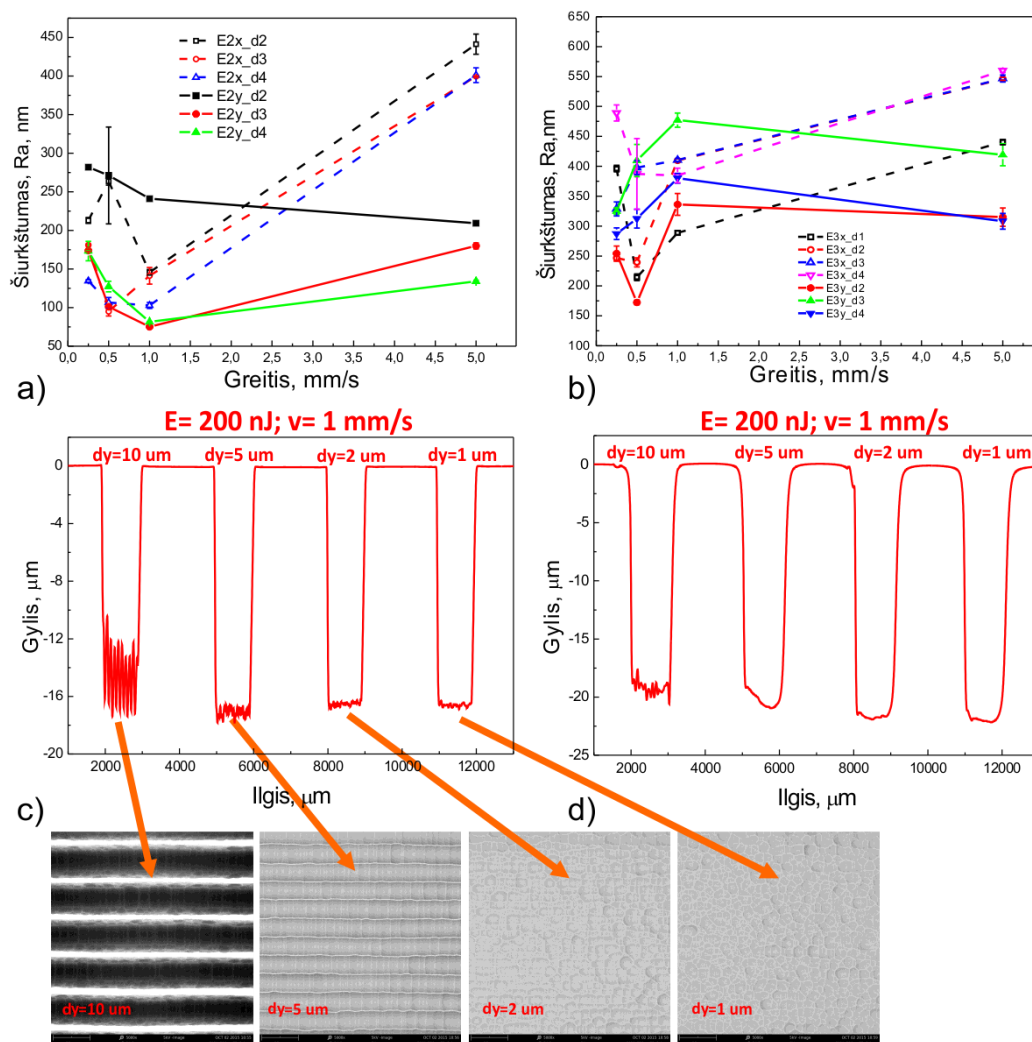 450
400
350
300
250
200
150
100
50
Šiurkštumas, Ra, nm
E2x_d2
E2x_d3
E2x_d4
E2y_d2
E2y_d3
E2y_d4
0,0 0,5 1,0 1,5 2,0 2,5 3,0 3,5 4,0 4,5 5,0
Greitis, mm/s
a)
650
600
550
500
450
400
350
300
250
200
150
100
Šiurkštumas, Ra,nm
E3x_d1
E3x_d2
E3x_d3
E3x_d4
E3y_d2
E3y_d3
E3y_d4
0,0 0,5 1,0 1,5 2,0 2,5 3,0 3,5 4,0 4,5 5,0
Greitis, mm/s
b)
E= 200 nJ; v= 1 mm/s
dy=10 um dy=5 um dy=2 um dy=1 um
0
-4
-8
-12
-16
-20
Gylis, μm
2000 4000 6000 8000 10000 12000
Ilgis, μm
c)
E= 200 nJ; v= 1 mm/s
dy=10 um dy=5 um dy=2 um dy=1 um
0
-5
-10
-15
-20
-25
Gylis, μm
2000 4000 6000 8000 10000 12000
Ilgis, μm
d)
dy=10 um
dy=5 um
dy=2 um
dy=1 um